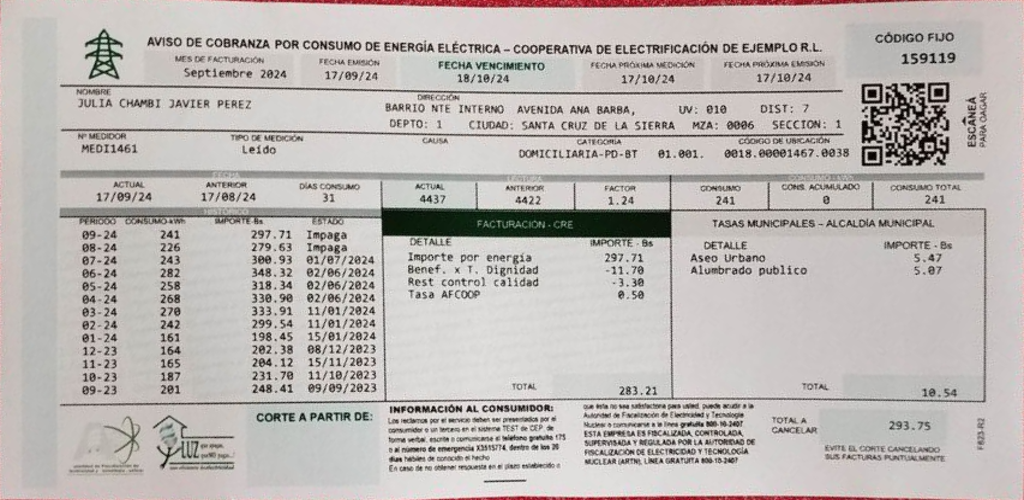 AVISO DE COBRANZA POR CONSUMO DE ENERGÍA ELÉCTRICA – COOPERATIVA DE ELECTRIFICACIÓN DE EJEMPLO R.L.
CÓDIGO FIJO
159119
MES DE FACTURACIÓN FECHA EMISIÓN FECHA VENCIMIENTO FECHA PRÓXIMA MEDICIÓN FECHA PRÓXIMA EMISIÓN
Septiembre 2024 17/09/24 18/10/24 17/10/24 17/10/24
NOMBRE DIRECCIÓN
JULIA CHAMBI JAVIER PEREZ BARRIO NTE INTERNO AVENIDA ANA BARBA, UV: 010 DIST: 7
DEPTO: 1 CIUDAD: SANTA CRUZ DE LA SIERRA MZA: 0006 SECCION: 1
ESCANEÁ PARA PAGAR
Nº MEDIDOR TIPO DE MEDICIÓN CAUSA CATEGORÍA CÓDIGO DE UBICACIÓN
MEDI1461 Leído DOMICILIARIA-PD-BT 01.001. 0018.00001467.0038
FECHA LECTURA CONSUMO - kWh
ACTUAL ANTERIOR DÍAS CONSUMO ACTUAL ANTERIOR FACTOR CONSUMO CONS. ACUMULADO CONSUMO TOTAL
17/09/24 17/08/24 31 4437 4422 1.24 241 0 241
HISTÓRICO
PERÍODO CONSUMO-kWh IMPORTE-Bs ESTADO
09-24 241 297.71 Impaga
08-24 226 279.63 Impaga
07-24 243 300.93 01/07/2024
06-24 282 348.32 02/06/2024
05-24 258 318.34 02/06/2024
04-24 268 330.90 02/06/2024
03-24 270 333.91 11/01/2024
02-24 242 299.54 11/01/2024
01-24 161 198.45 15/01/2024
12-23 164 202.38 08/12/2023
11-23 165 204.12 15/11/2023
10-23 187 231.70 11/10/2023
09-23 201 248.41 09/09/2023
FACTURACIÓN - CRE
DETALLE IMPORTE - Bs
Importe por energía 297.71
Benef. x T. Dignidad -11.70
Rest control calidad -3.30
Tasa AFCOOP 0.50
TOTAL 283.21
TASAS MUNICIPALES – ALCALDÍA MUNICIPAL
DETALLE IMPORTE - Bs
Aseo Urbano 5.47
Alumbrado publico 5.07
TOTAL 10.54
LUZ
CORTE A PARTIR DE:
INFORMACIÓN AL CONSUMIDOR:
Los reclamos por el servicio deben ser presentados por el
consumidor o un tercero en el sistema TEST de CEP, de
forma verbal, escrita o comunicarse al teléfono gratuito 175
o al número de emergencia X3515774, dentro de los 20
días hábiles de conocido el hecho
En caso de no obtener respuesta en el plazo establecido o
que ésta no sea satisfactoria para usted, puede acudir a la
Autoridad de Fiscalización de Electricidad y Tecnología
Nuclear o comunicarse a la línea gratuita 800-10-2407
ESTA EMPRESA ES FISCALIZADA, CONTROLADA,
SUPERVISADA Y REGULADA POR LA AUTORIDAD DE
FISCALIZACIÓN DE ELECTRICIDAD Y TECNOLOGÍA
NUCLEAR (AETN), LÍNEA GRATUITA 800-10-2407
TOTAL A
CANCELAR
293.75
EVITE EL CORTE CANCELANDO
SUS FACTURAS PUNTUALMENTE